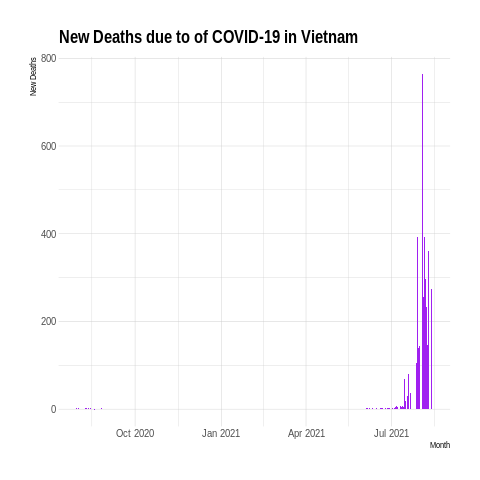 New Deaths due to of COVID-19 in Vietnam
New Deaths
800
600
400
200
0
Oct 2020 Jan 2021 Apr 2021 Jul 2021
Month